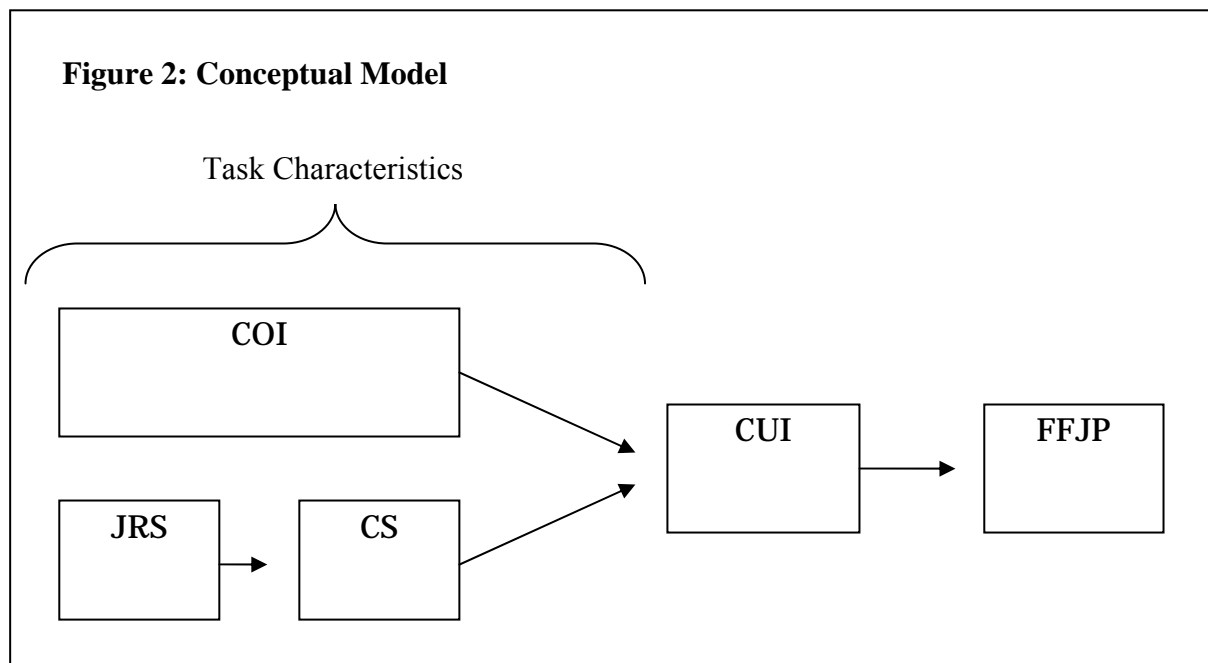 Figure 2: Conceptual Model
Task Characteristics
COI
CUI
FFJP
JRS
CS